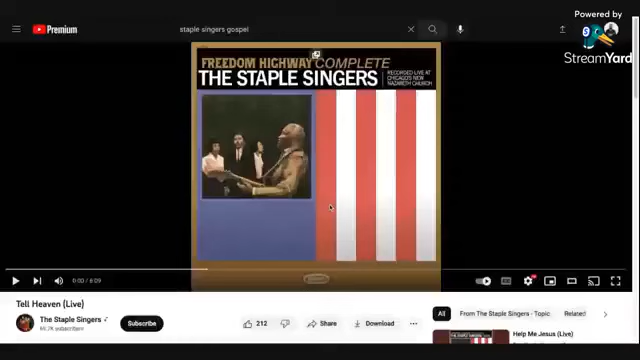 Powered by
StreamYard
Premium
staple singers gospel
FREEDOM HIGHWAY COMPLETE
THE STAPLE SINGERS
RECORDED LIVE AT
CHICAGO'S NEW
NAZARETH CHURCH
0:00 / 6:09
Tell Heaven (Live)
The Staple Singers
Subscribe
212
Share
Download
All
From The Staple Singers - Topic
Related
Help Me Jesus (Live)